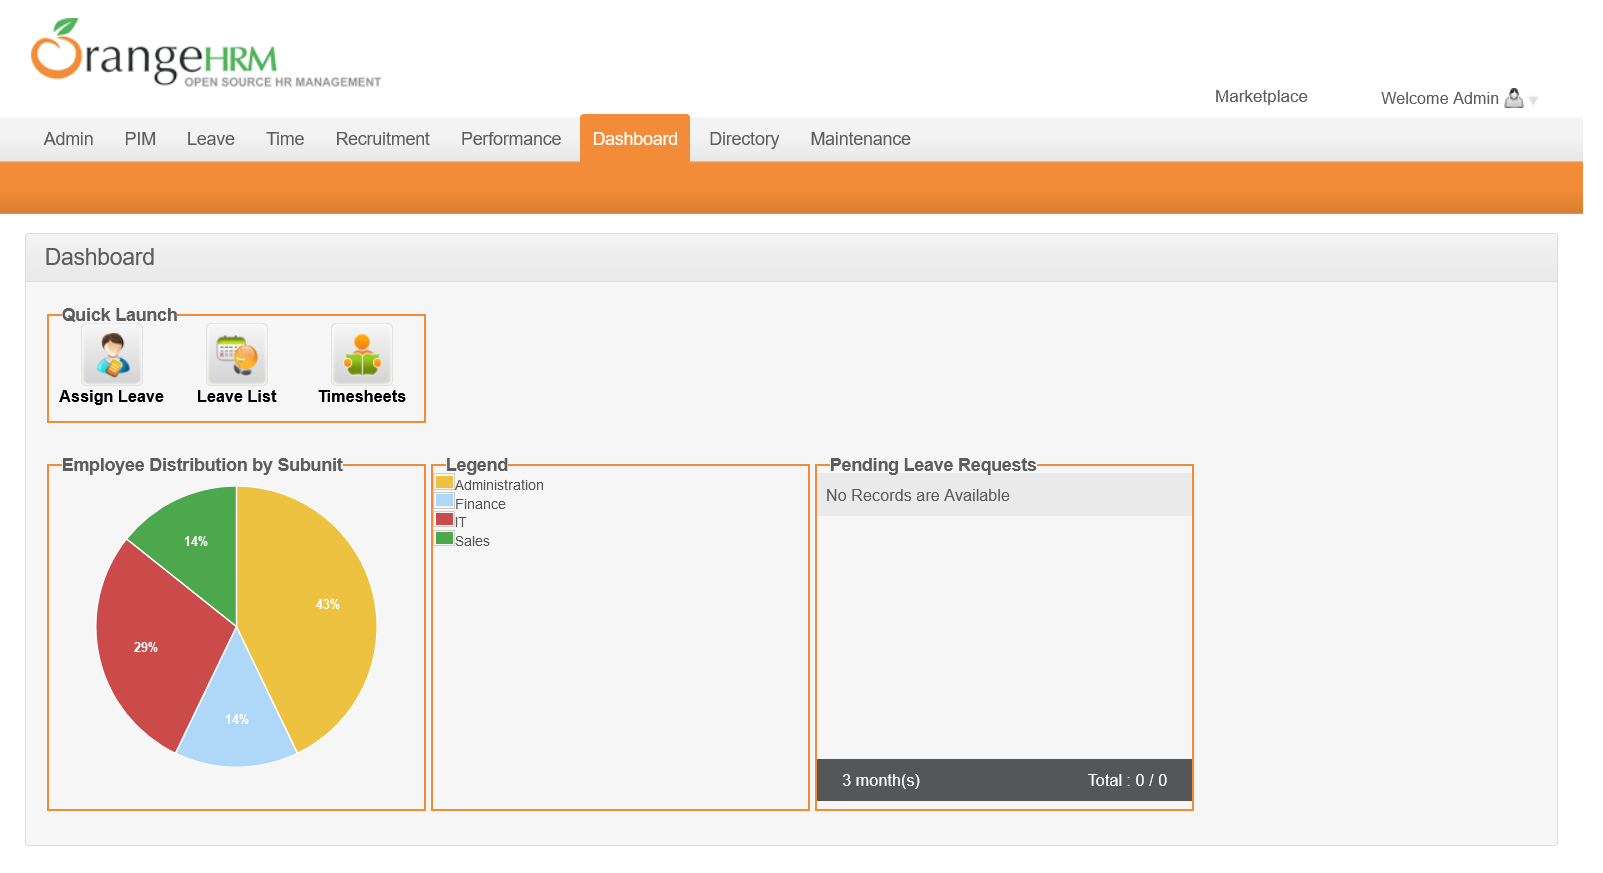 OrangeHRM
OPEN SOURCE HR MANAGEMENT
Marketplace
Welcome Admin
Admin PIM Leave Time Recruitment Performance Dashboard Directory Maintenance
Dashboard
Quick Launch
Assign Leave Leave List Timesheets
Employee Distribution by Subunit
14%
43%
29%
14%
Legend
Administration
Finance
IT
Sales
Pending Leave Requests
No Records are Available
3 month(s) Total : 0 / 0